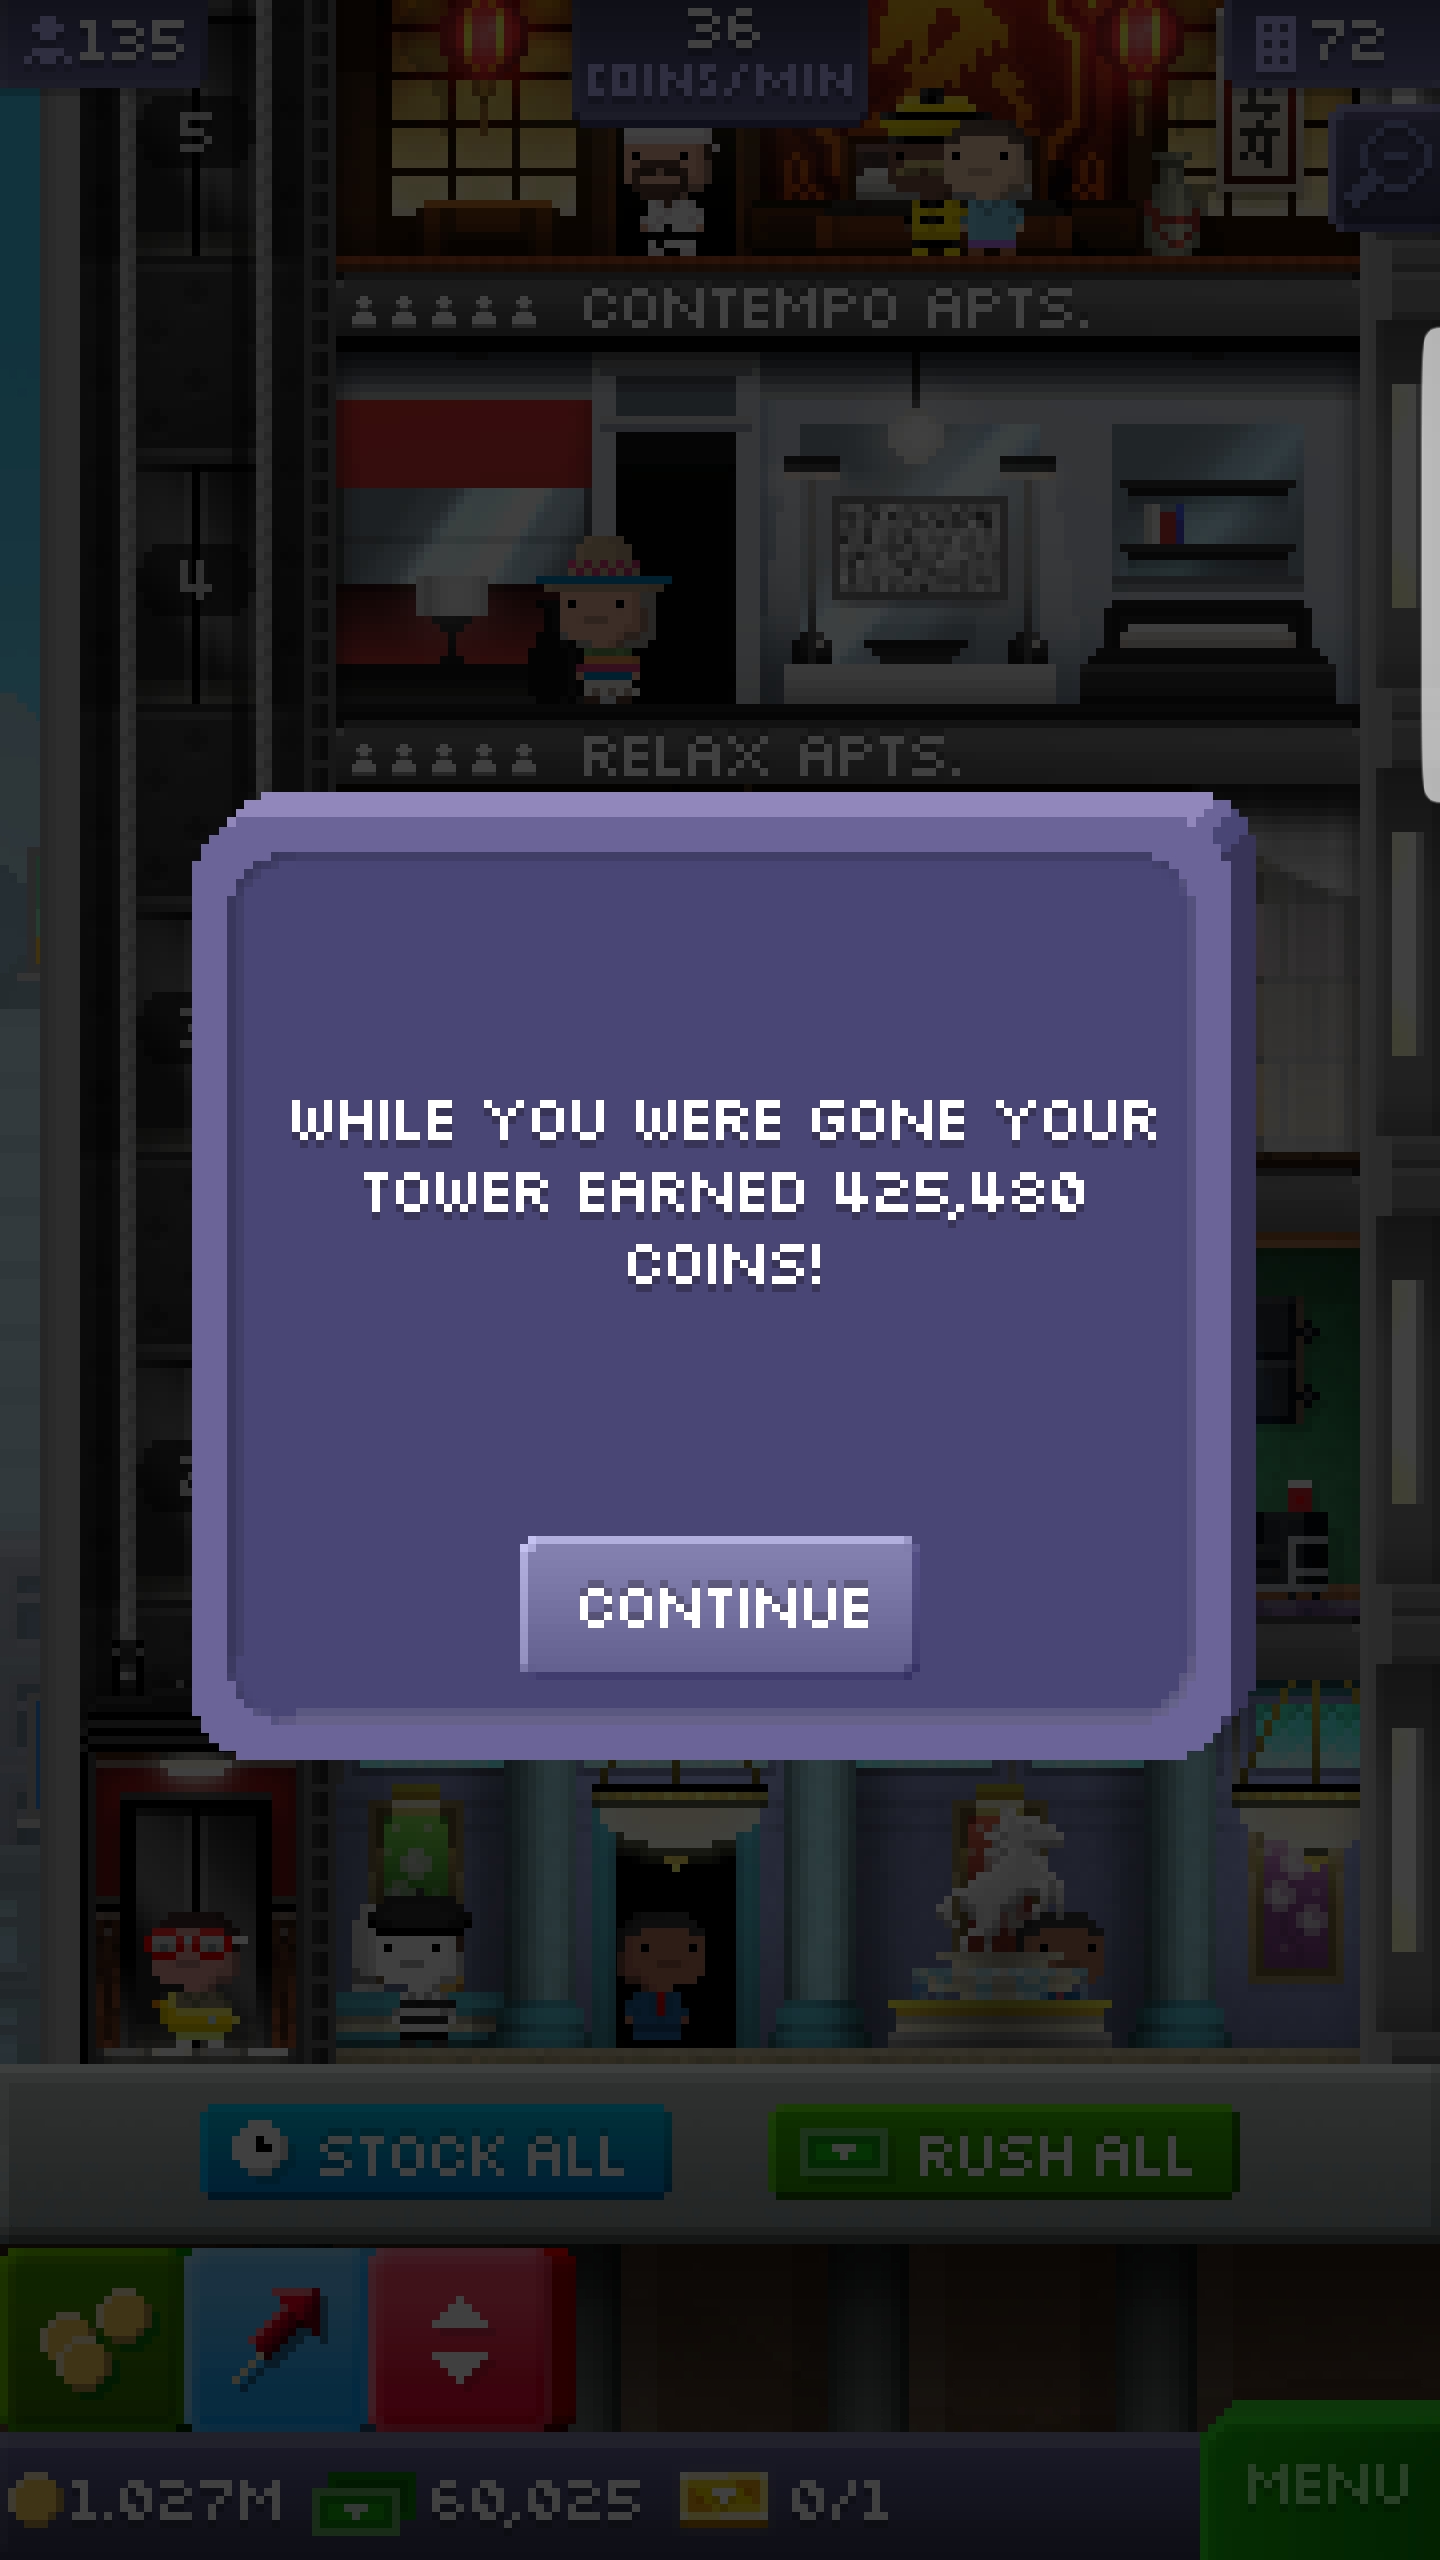 135
36
COINS/MIN
72
5
CONTEMPO APTS.
4
RELAX APTS.
WHILE YOU WERE GONE YOUR
TOWER EARNED 425,480
COINS!
CONTINUE
STOCK ALL
RUSH ALL
1.027M
60,025
0/1
MENU